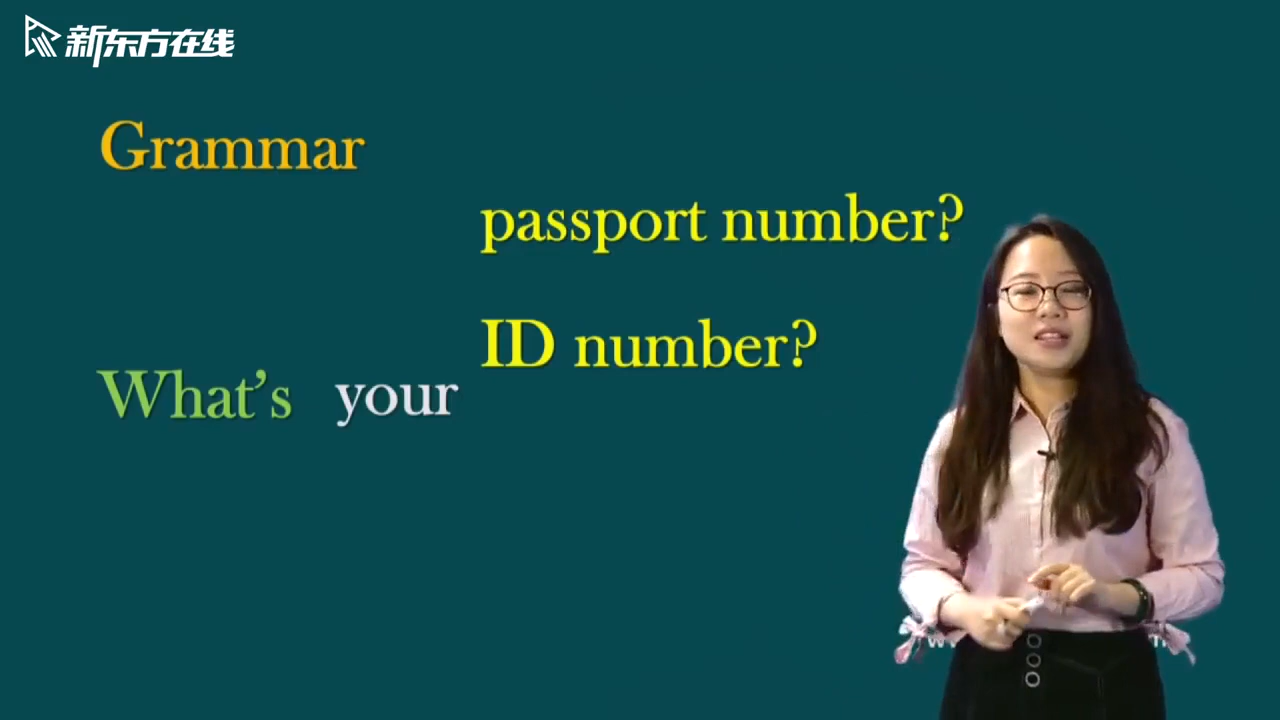 新东方在线
Grammar
passport number?
ID number?
What's your